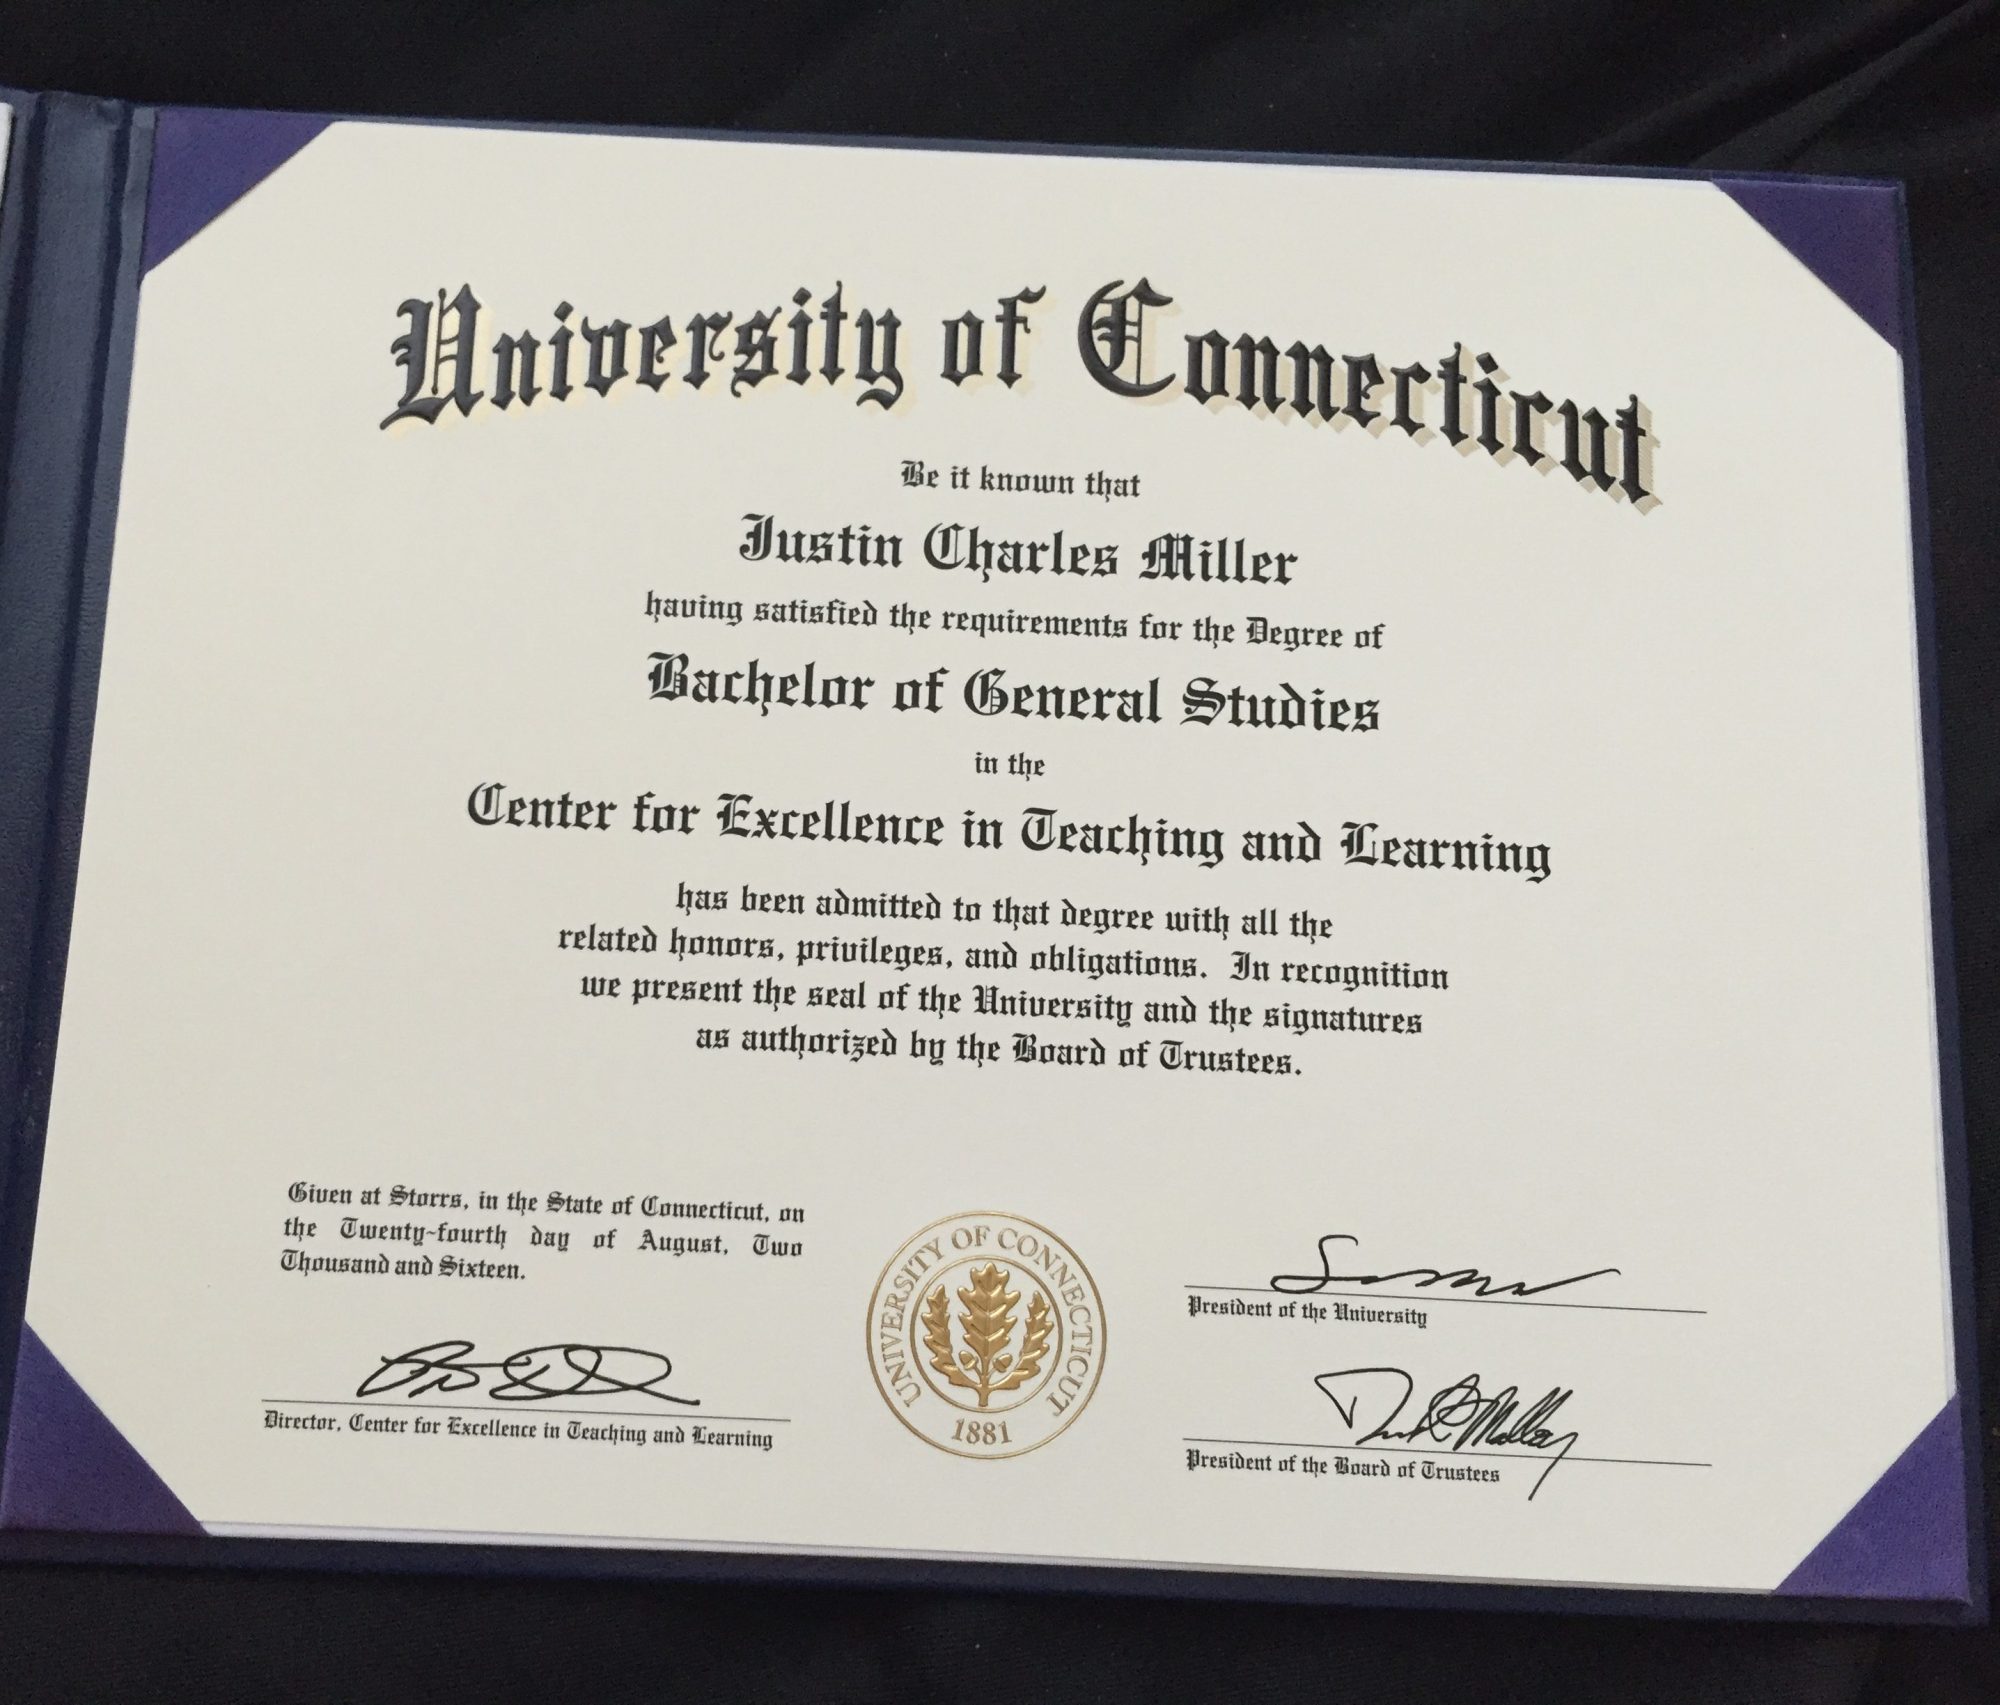 University of Connecticut
Be it known that
Justin Charles Miller
having satisfied the requirements for the Degree of
Bachelor of General Studies
in the
Center for Excellence in Teaching and Learning
has been admitted to that degree with all the
related honors, privileges, and obligations. In recognition
we present the seal of the University and the signatures
as authorized by the Board of Trustees.
Given at Storrs, in the State of Connecticut, on
the Twenty-fourth day of August, Two
Thousand and Sixteen.
Director, Center for Excellence in Teaching and Learning
UNIVERSITY OF CONNECTICUT
1881
President of the University
President of the Board of Trustees